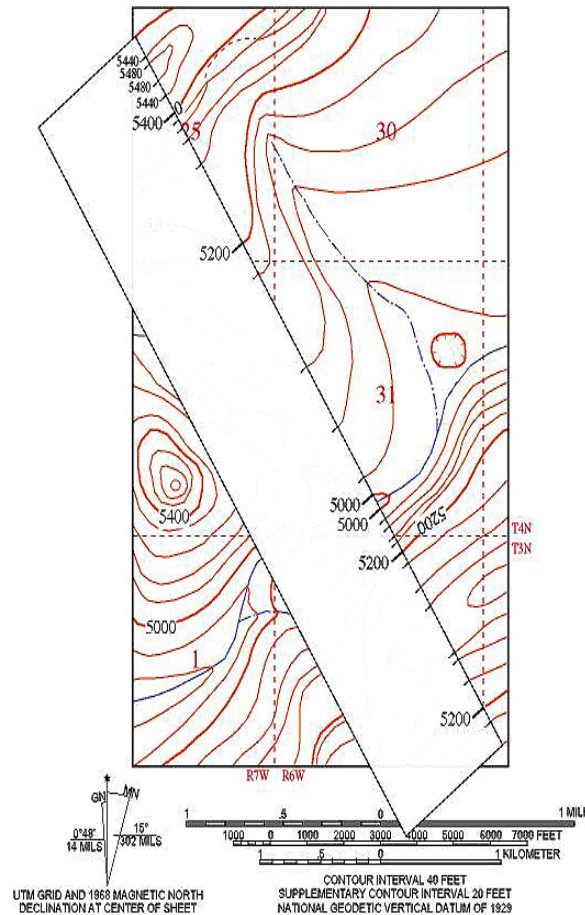 5440
5480
5480
5440
0
5400
25
30
5200
31
5000
5000
5200
5200
5400
T4N
T3N
5000
1
5200
R7W R6W
GN MN
0°48' 15°
14 MILS 302 MILS
UTM GRID AND 1968 MAGNETIC NORTH
DECLINATION AT CENTER OF SHEET
1 .5 0 1 MILE
1000 0 1000 2000 3000 4000 5000 6000 7000 FEET
1 .5 0 1 KILOMETER
CONTOUR INTERVAL 40 FEET
SUPPLEMENTARY CONTOUR INTERVAL 20 FEET
NATIONAL GEODETIC VERTICAL DATUM OF 1929